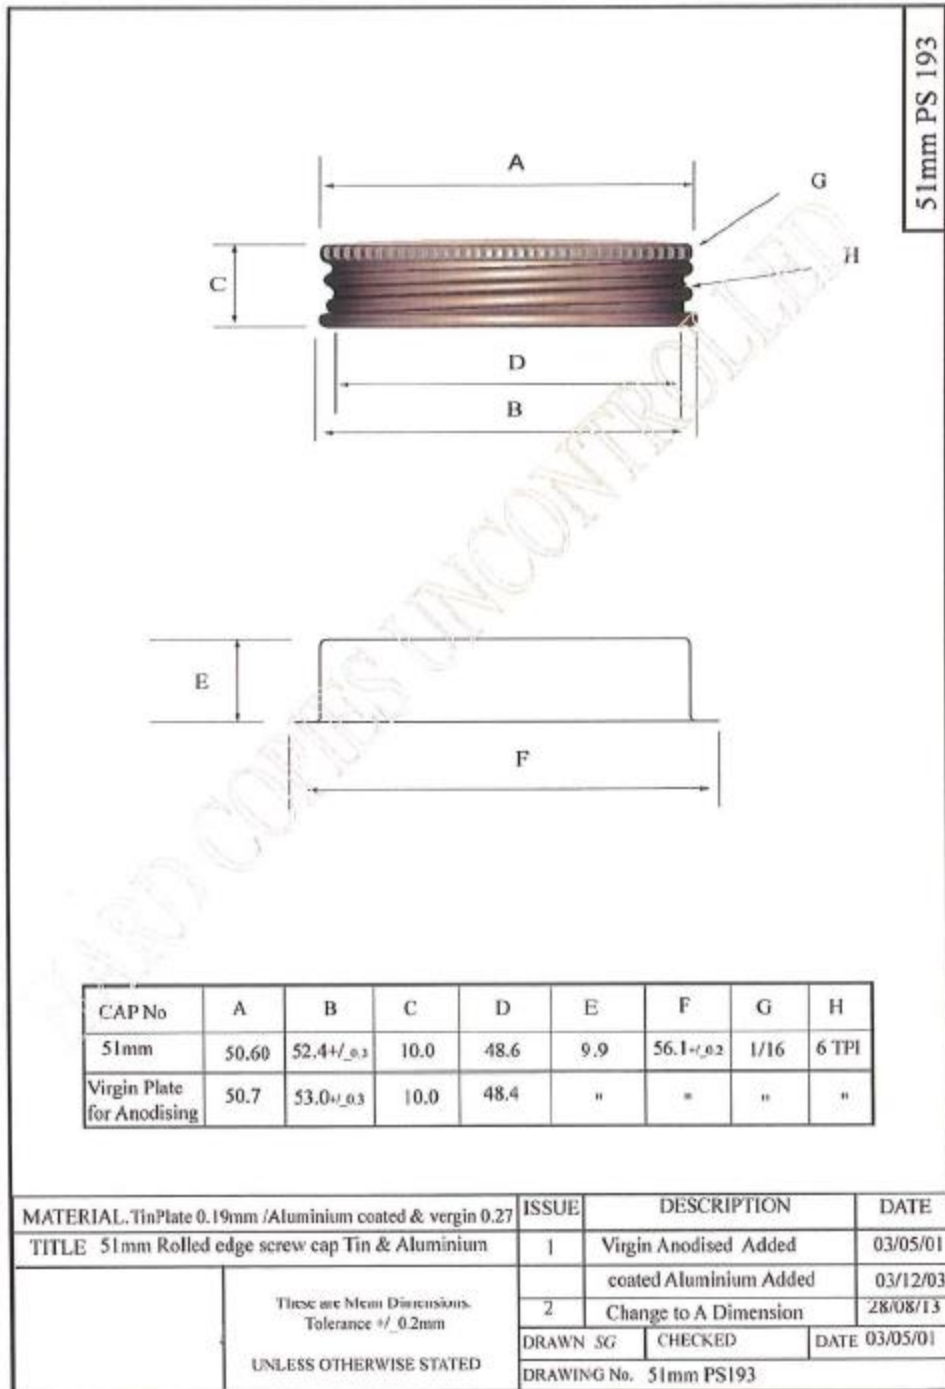 51mm PS 193
A
G
H
C
D
B
E
F
HARD COPIES UNCONTROLLED
CAP No A B C D E F G H
51mm 50.60 52.4+/_0.3 10.0 48.6 9.9 56.1+/_0.2 1/16 6 TPI
Virgin Plate for Anodising 50.7 53.0+/_0.3 10.0 48.4 " " " "
MATERIAL. TinPlate 0.19mm /Aluminium coated & vergin 0.27
TITLE 51mm Rolled edge screw cap Tin & Aluminium
These are Mean Dimensions.
Tolerance +/_0.2mm
UNLESS OTHERWISE STATED
ISSUE DESCRIPTION DATE
1 Virgin Anodised Added 03/05/01
coated Aluminium Added 03/12/03
2 Change to A Dimension 28/08/13
DRAWN SG CHECKED DATE 03/05/01
DRAWING No. 51mm PS193